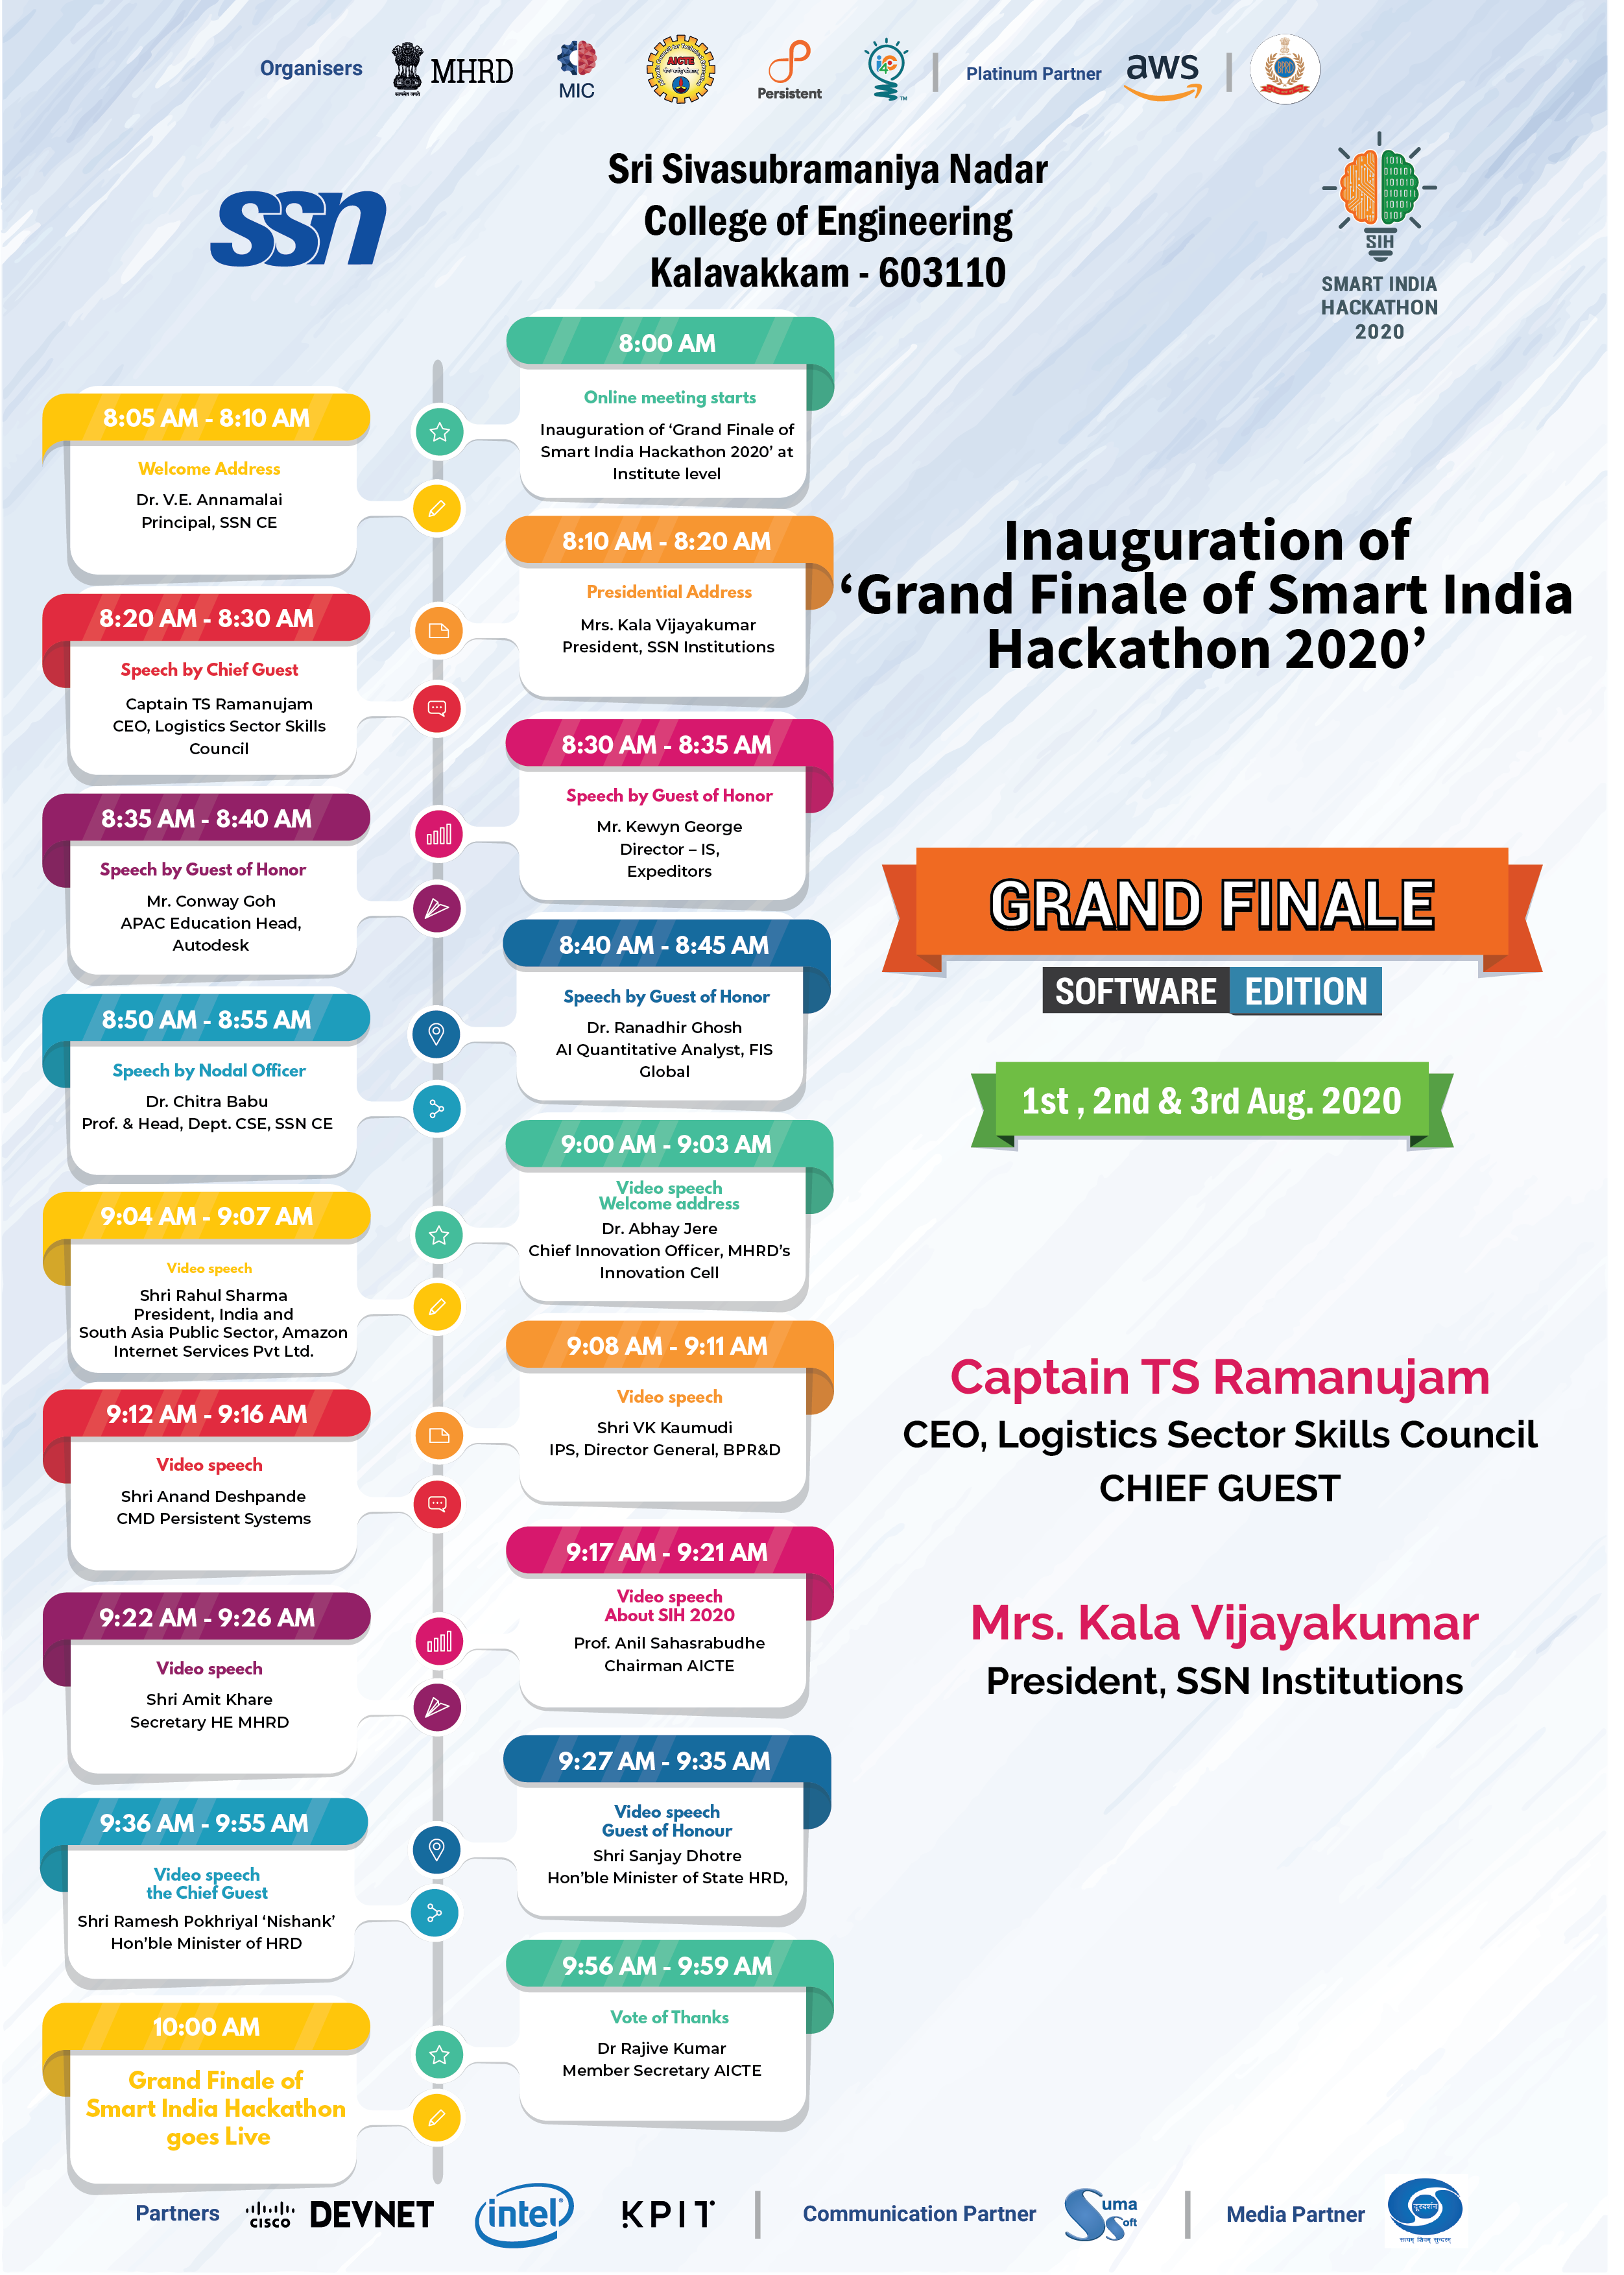 Organisers
MHRD
MIC
AICTE
Persistent
i4c
TM
Platinum Partner
aws
ssn
Sri Sivasubramaniya Nadar
College of Engineering
Kalavakkam - 603110
SIH
SMART INDIA
HACKATHON
2020
8:00 AM
Online meeting starts
Inauguration of ‘Grand Finale of
Smart India Hackathon 2020’ at
Institute level
8:05 AM - 8:10 AM
Welcome Address
Dr. V.E. Annamalai
Principal, SSN CE
8:10 AM - 8:20 AM
Presidential Address
Mrs. Kala Vijayakumar
President, SSN Institutions
8:20 AM - 8:30 AM
Speech by Chief Guest
Captain TS Ramanujam
CEO, Logistics Sector Skills
Council
8:30 AM - 8:35 AM
Speech by Guest of Honor
Mr. Kewyn George
Director – IS,
Expeditors
8:35 AM - 8:40 AM
Speech by Guest of Honor
Mr. Conway Goh
APAC Education Head,
Autodesk
8:40 AM - 8:45 AM
Speech by Guest of Honor
Dr. Ranadhir Ghosh
AI Quantitative Analyst, FIS
Global
8:50 AM - 8:55 AM
Speech by Nodal Officer
Dr. Chitra Babu
Prof. & Head, Dept. CSE, SSN CE
9:00 AM - 9:03 AM
Video speech
Welcome address
Dr. Abhay Jere
Chief Innovation Officer, MHRD’s
Innovation Cell
9:04 AM - 9:07 AM
Video speech
Shri Rahul Sharma
President, India and
South Asia Public Sector, Amazon
Internet Services Pvt Ltd.
9:08 AM - 9:11 AM
Video speech
Shri VK Kaumudi
IPS, Director General, BPR&D
9:12 AM - 9:16 AM
Video speech
Shri Anand Deshpande
CMD Persistent Systems
9:17 AM - 9:21 AM
Video speech
About SIH 2020
Prof. Anil Sahasrabudhe
Chairman AICTE
9:22 AM - 9:26 AM
Video speech
Shri Amit Khare
Secretary HE MHRD
9:27 AM - 9:35 AM
Video speech
Guest of Honour
Shri Sanjay Dhotre
Hon’ble Minister of State HRD,
9:36 AM - 9:55 AM
Video speech
the Chief Guest
Shri Ramesh Pokhriyal ‘Nishank’
Hon’ble Minister of HRD
9:56 AM - 9:59 AM
Vote of Thanks
Dr Rajive Kumar
Member Secretary AICTE
10:00 AM
Grand Finale of
Smart India Hackathon
goes Live
Inauguration of
‘Grand Finale of Smart India
Hackathon 2020’
GRAND FINALE
SOFTWARE EDITION
1st , 2nd & 3rd Aug. 2020
Captain TS Ramanujam
CEO, Logistics Sector Skills Council
CHIEF GUEST
Mrs. Kala Vijayakumar
President, SSN Institutions
Partners
CISCO DEVNET
intel
KPIT
Communication Partner
Suma
Soft
Media Partner
दूरदर्शन
सत्यम् शिवम् सुन्दरम्